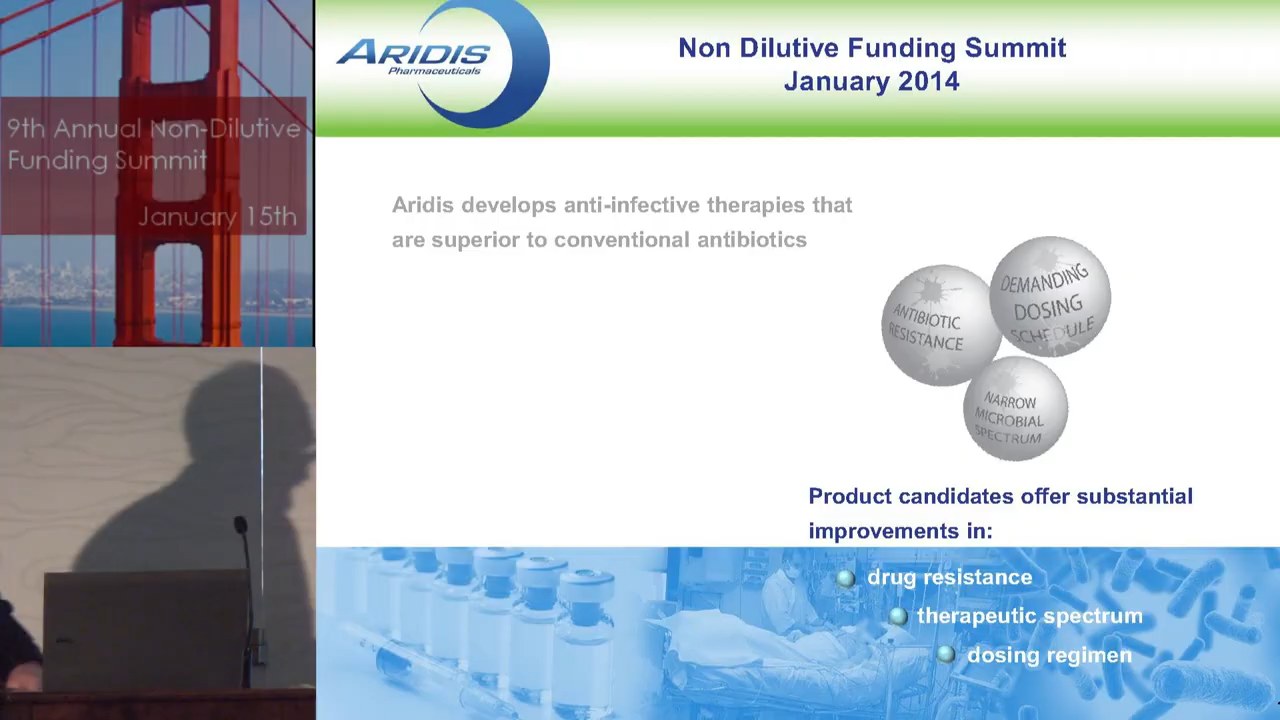 9th Annual Non-Dilutive
Funding Summit
January 15th
ARIDIS
Pharmaceuticals
Non Dilutive Funding Summit
January 2014
Aridis develops anti-infective therapies that
are superior to conventional antibiotics
ANTIBIOTIC
RESISTANCE
DEMANDING
DOSING
SCHEDULE
NARROW
MICROBIAL
SPECTRUM
Product candidates offer substantial
improvements in:
drug resistance
therapeutic spectrum
dosing regimen